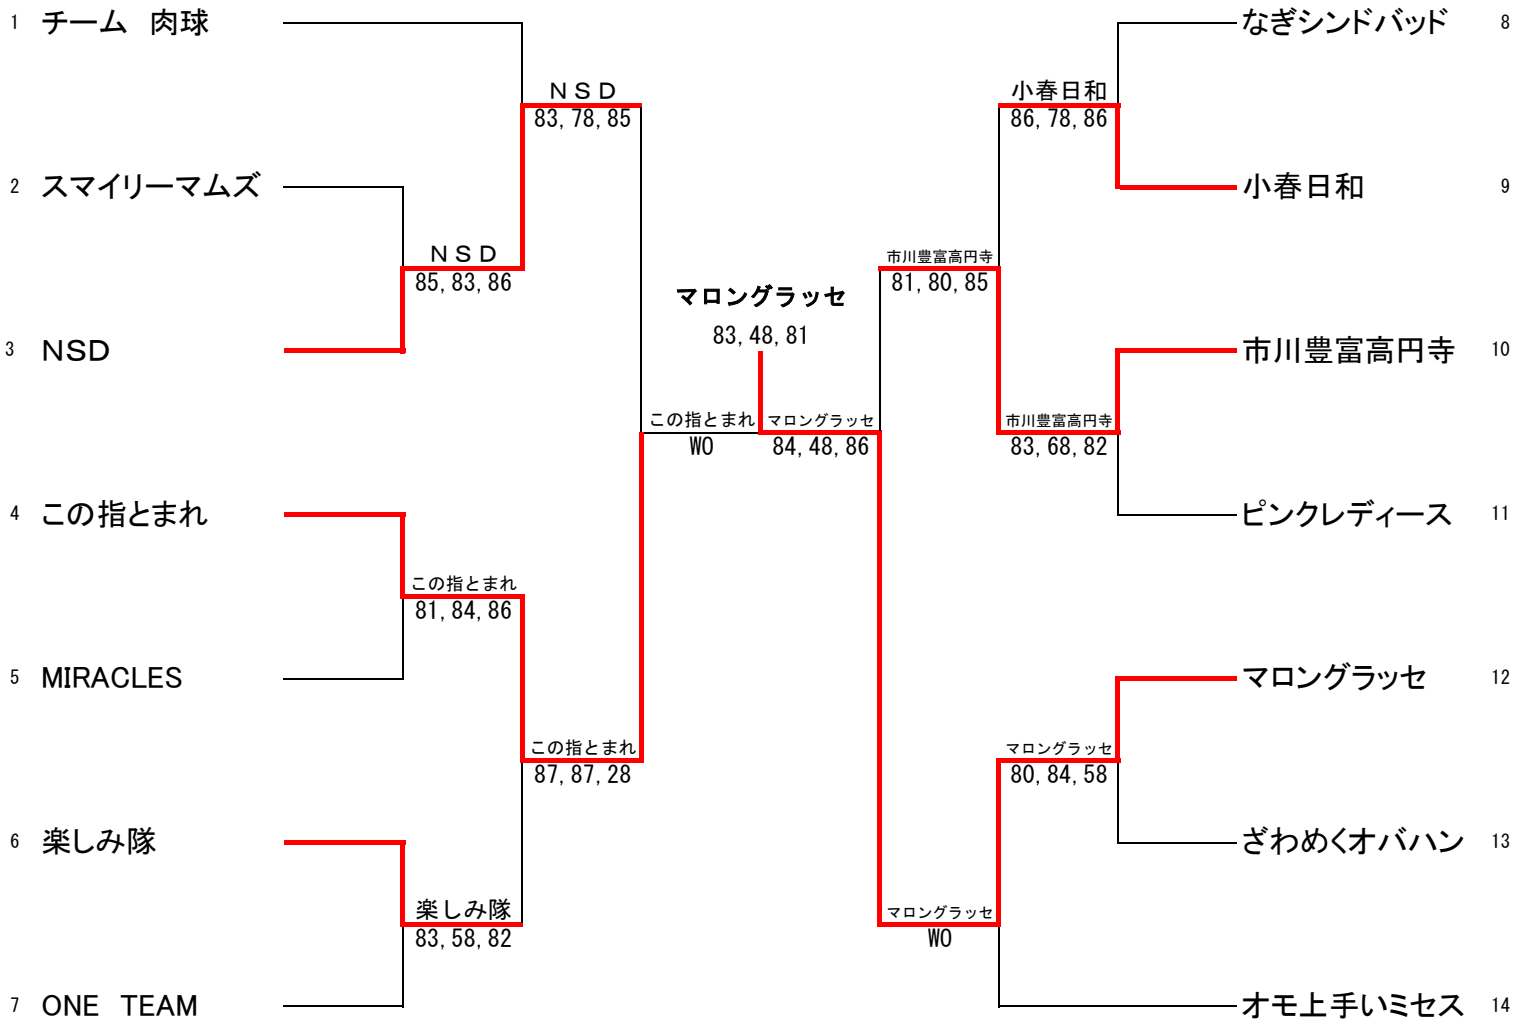 1 チーム 肉球
なぎシンドバッド 8
ＮＳＤ
83, 78, 85
小春日和
86, 78, 86
2 スマイリーマムズ
小春日和 9
ＮＳＤ
85, 83, 86
市川豊富高円寺
81, 80, 85
マロングラッセ
83, 48, 81
3 NSD
市川豊富高円寺 10
この指とまれ
WO
マロングラッセ
84, 48, 86
市川豊富高円寺
83, 68, 82
4 この指とまれ
ピンクレディース 11
この指とまれ
81, 84, 86
5 MIRACLES
マロングラッセ 12
この指とまれ
87, 87, 28
マロングラッセ
80, 84, 58
6 楽しみ隊
ざわめくオバハン 13
楽しみ隊
83, 58, 82
マロングラッセ
WO
7 ONE TEAM
オモ上手いミセス 14